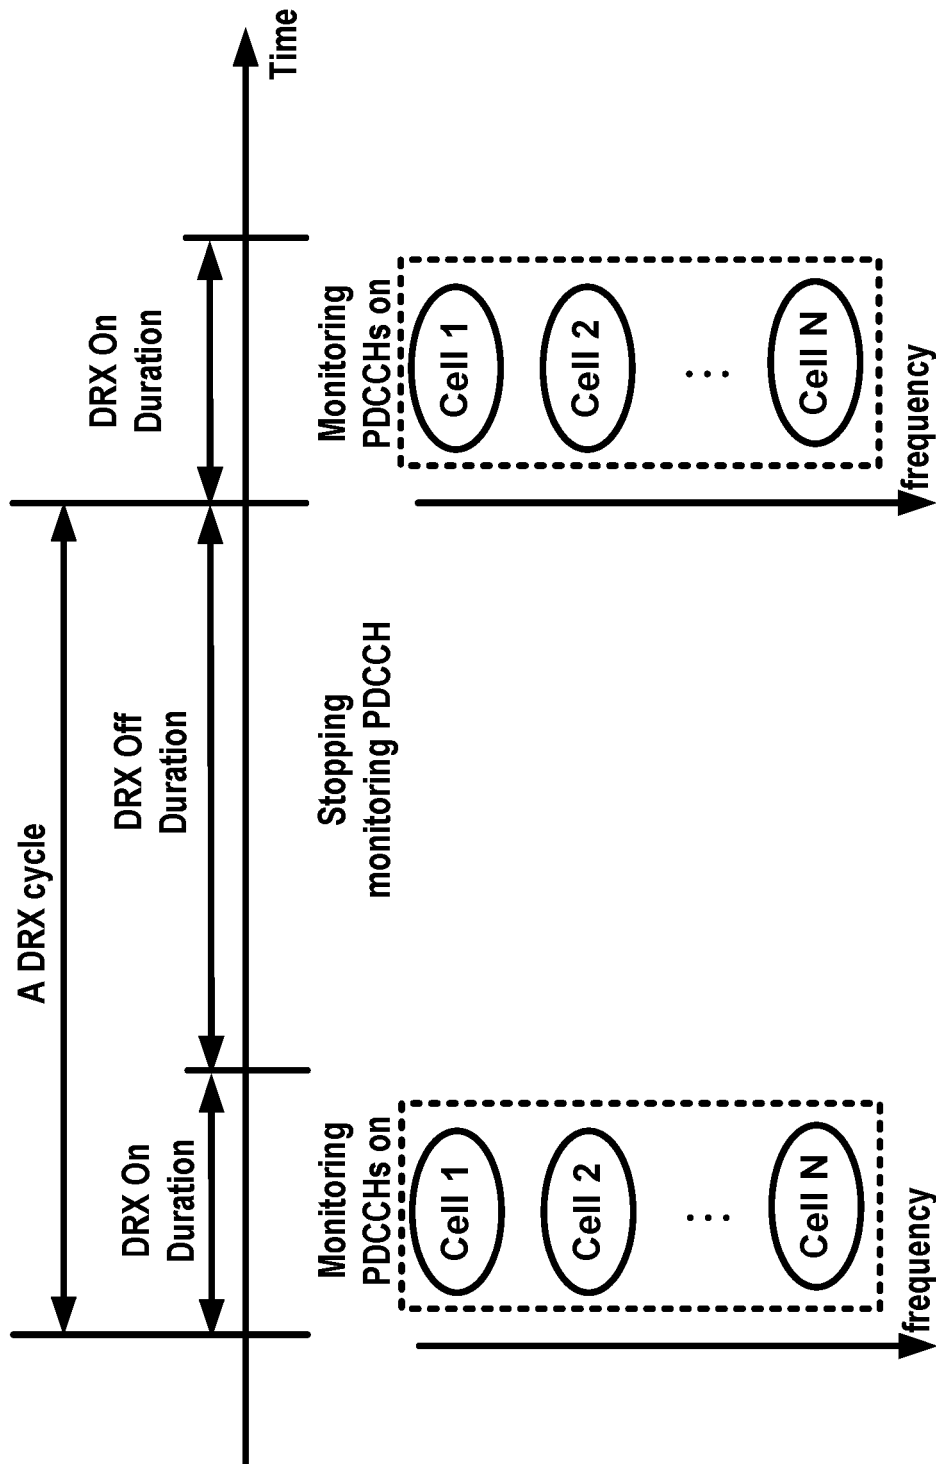 A DRX cycle
DRX On
Duration
DRX Off
Duration
DRX On
Duration
Time
Monitoring
PDCCHs on
Stopping
monitoring PDCCH
Monitoring
PDCCHs on
Cell 1
Cell 2
...
Cell N
frequency
Cell 1
Cell 2
...
Cell N
frequency